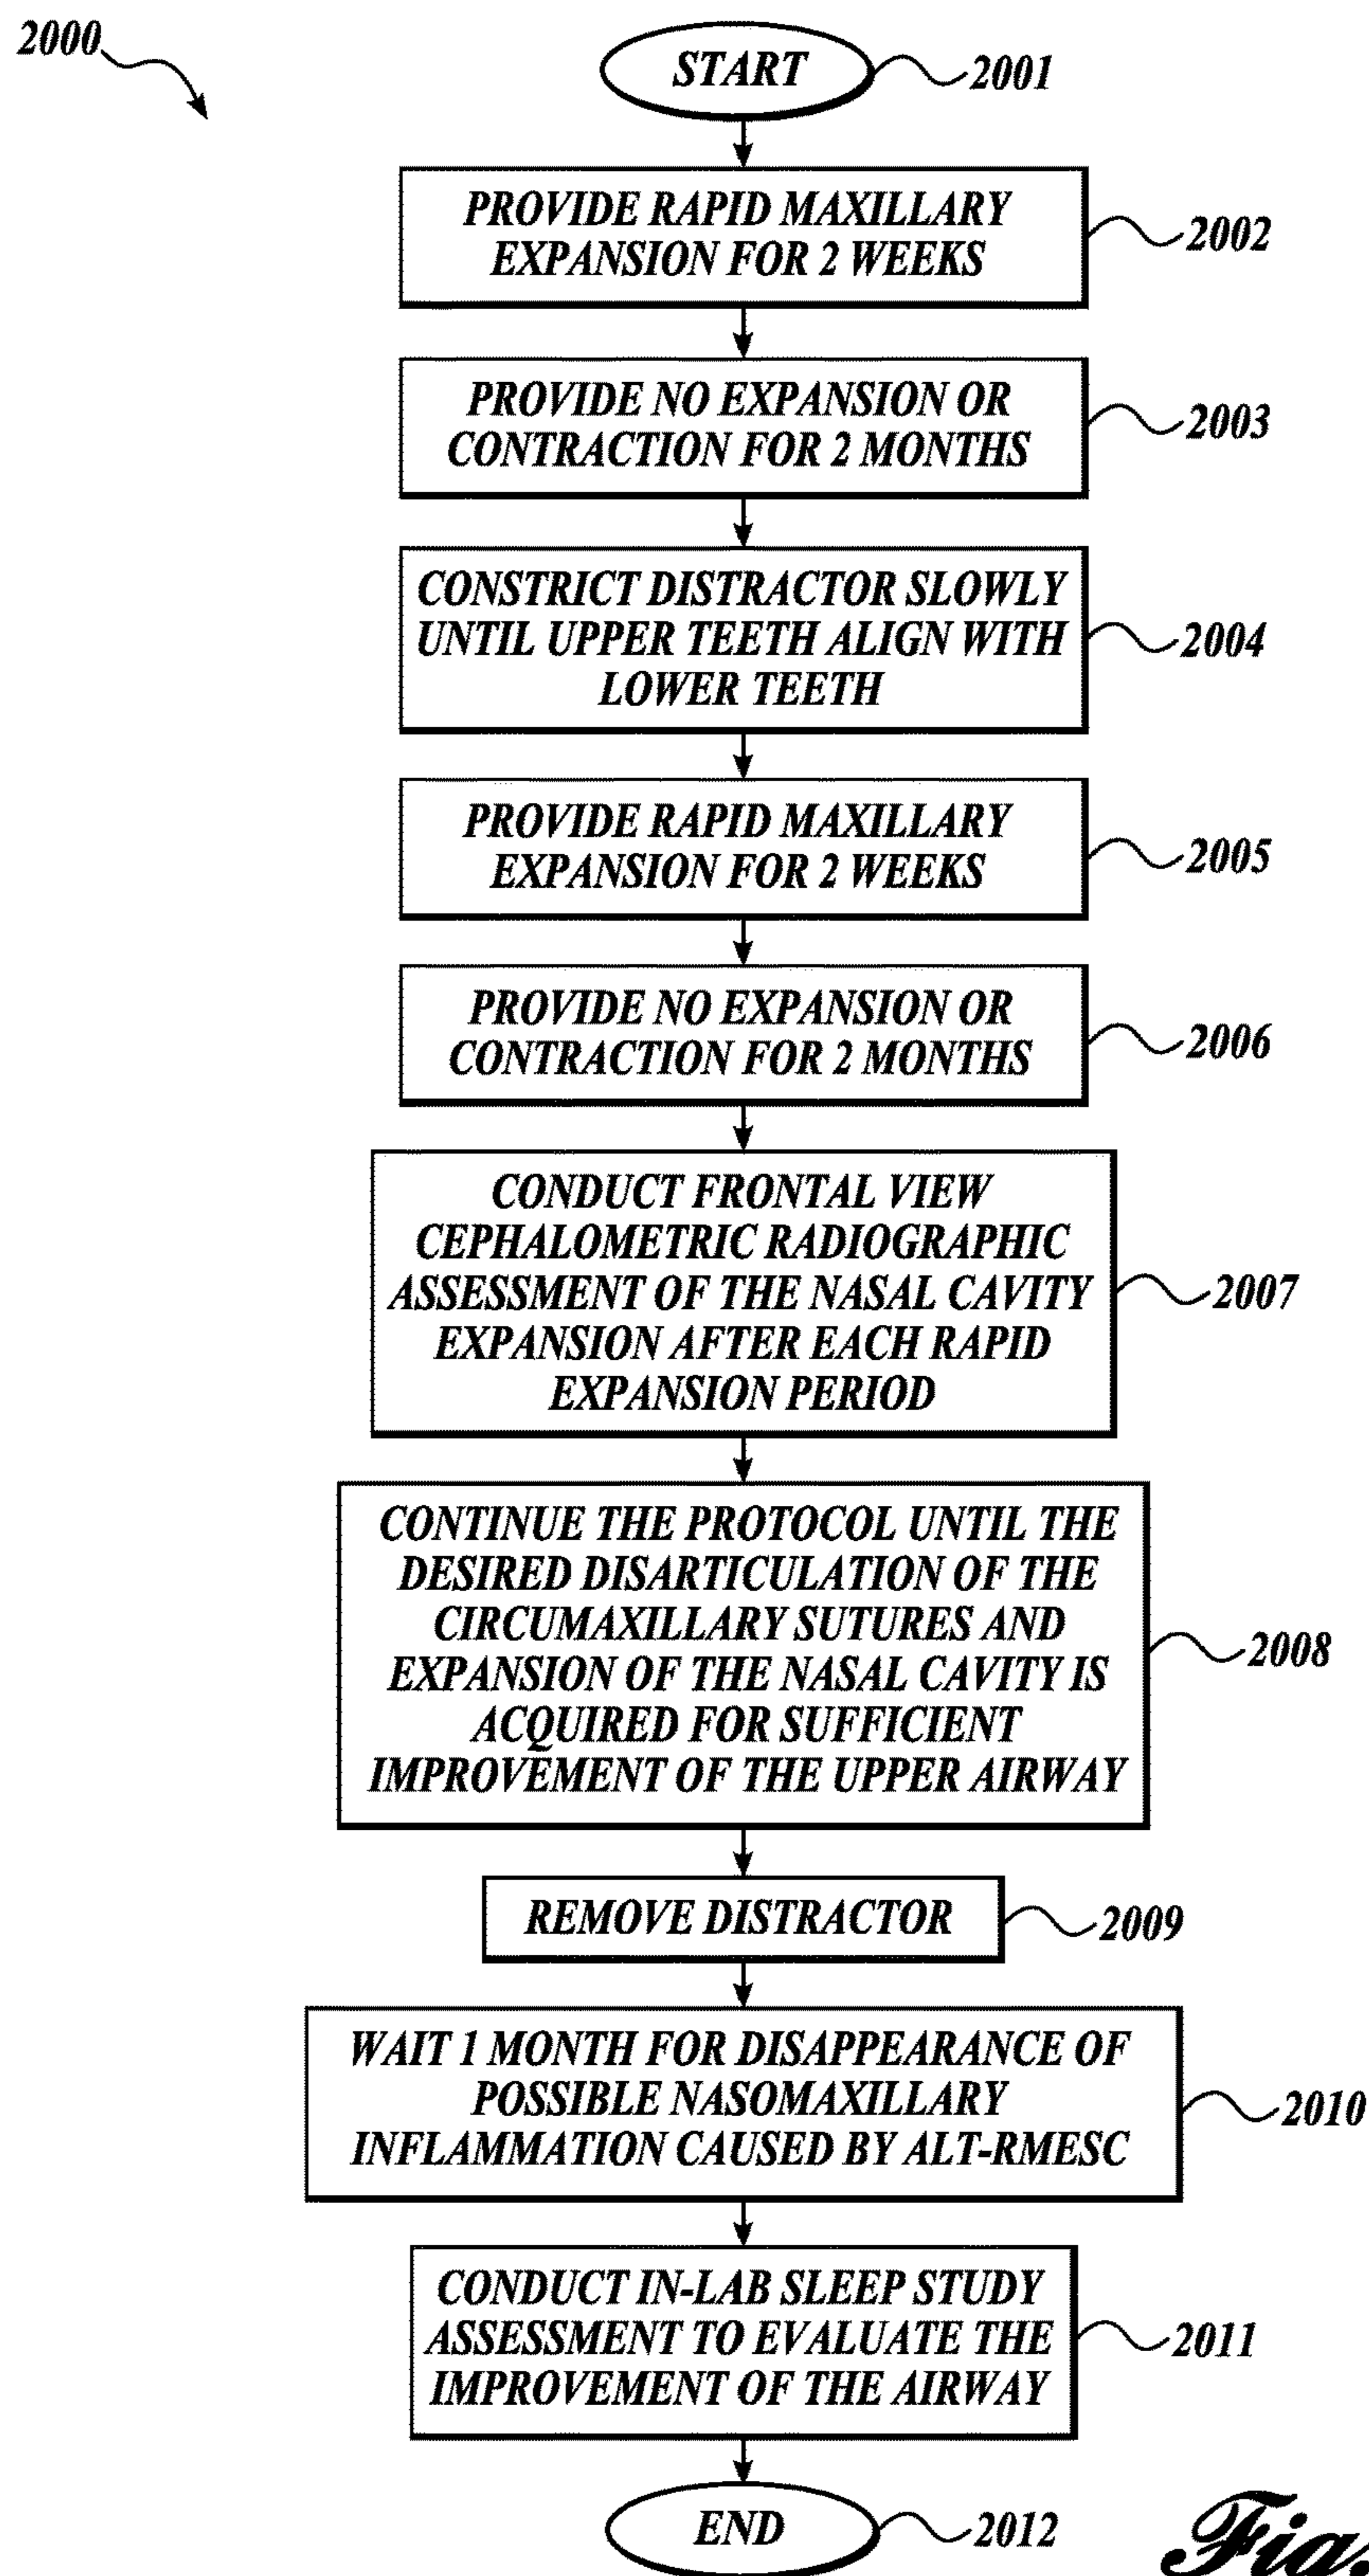 2000
START
2001
PROVIDE RAPID MAXILLARY
EXPANSION FOR 2 WEEKS
2002
PROVIDE NO EXPANSION OR
CONTRACTION FOR 2 MONTHS
2003
CONSTRICT DISTRACTOR SLOWLY
UNTIL UPPER TEETH ALIGN WITH
LOWER TEETH
2004
PROVIDE RAPID MAXILLARY
EXPANSION FOR 2 WEEKS
2005
PROVIDE NO EXPANSION OR
CONTRACTION FOR 2 MONTHS
2006
CONDUCT FRONTAL VIEW
CEPHALOMETRIC RADIOGRAPHIC
ASSESSMENT OF THE NASAL CAVITY
EXPANSION AFTER EACH RAPID
EXPANSION PERIOD
2007
CONTINUE THE PROTOCOL UNTIL THE
DESIRED DISARTICULATION OF THE
CIRCUMAXILLARY SUTURES AND
EXPANSION OF THE NASAL CAVITY IS
ACQUIRED FOR SUFFICIENT
IMPROVEMENT OF THE UPPER AIRWAY
2008
REMOVE DISTRACTOR
2009
WAIT 1 MONTH FOR DISAPPEARANCE OF
POSSIBLE NASOMAXILLARY
INFLAMMATION CAUSED BY ALT-RMESC
2010
CONDUCT IN-LAB SLEEP STUDY
ASSESSMENT TO EVALUATE THE
IMPROVEMENT OF THE AIRWAY
2011
END
2012
Fig.